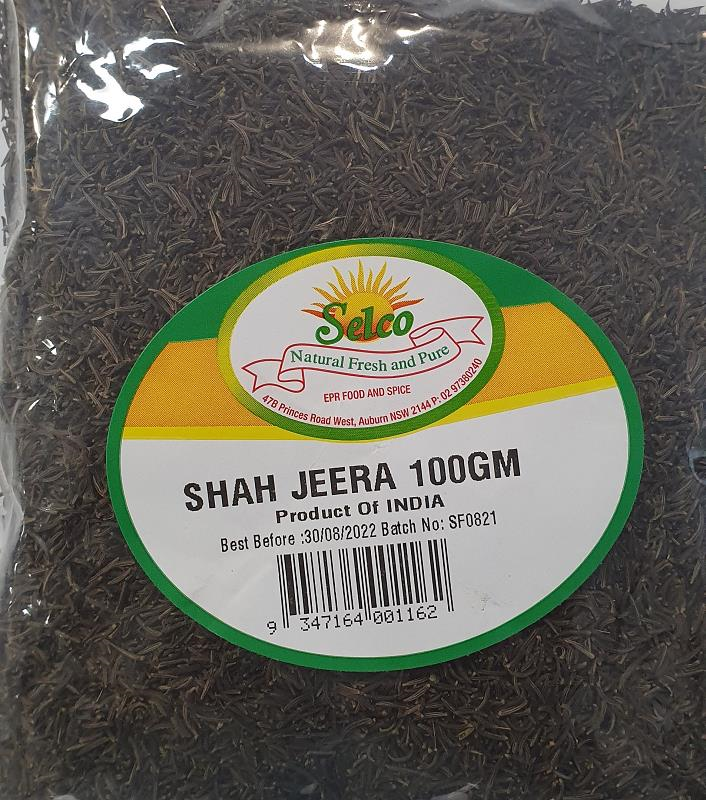 Selco
Natural Fresh and Pure
EPR FOOD AND SPICE
47B Princes Road West, Auburn NSW 2144 P: 02 97380240
SHAH JEERA 100GM
Product Of INDIA
Best Before :30/08/2022 Batch No: SF0821
9 347164 001162